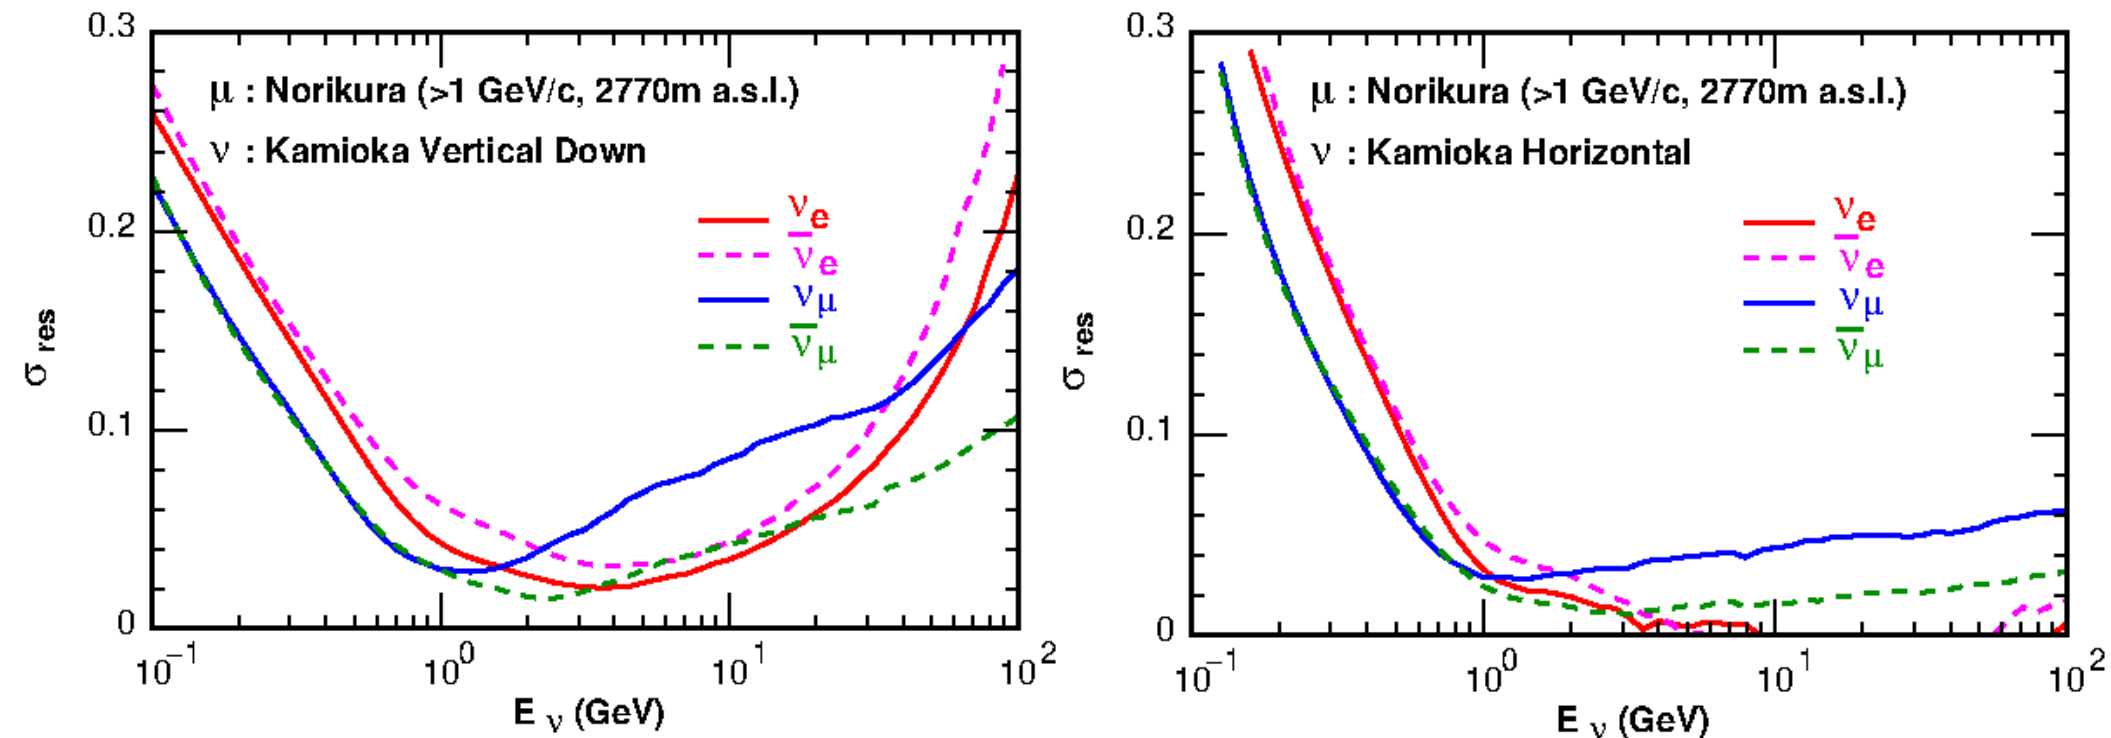 0.3
μ : Norikura (>1 GeV/c, 2770m a.s.l.)
ν : Kamioka Vertical Down
0.2
0.1
0
σ res
νe
ν̅e
νμ
ν̅μ
10⁻¹ 10⁰ 10¹ 10²
E ν (GeV)
0.3
μ : Norikura (>1 GeV/c, 2770m a.s.l.)
ν : Kamioka Horizontal
0.2
0.1
0
σ res
νe
ν̅e
νμ
ν̅μ
10⁻¹ 10⁰ 10¹ 10²
E ν (GeV)